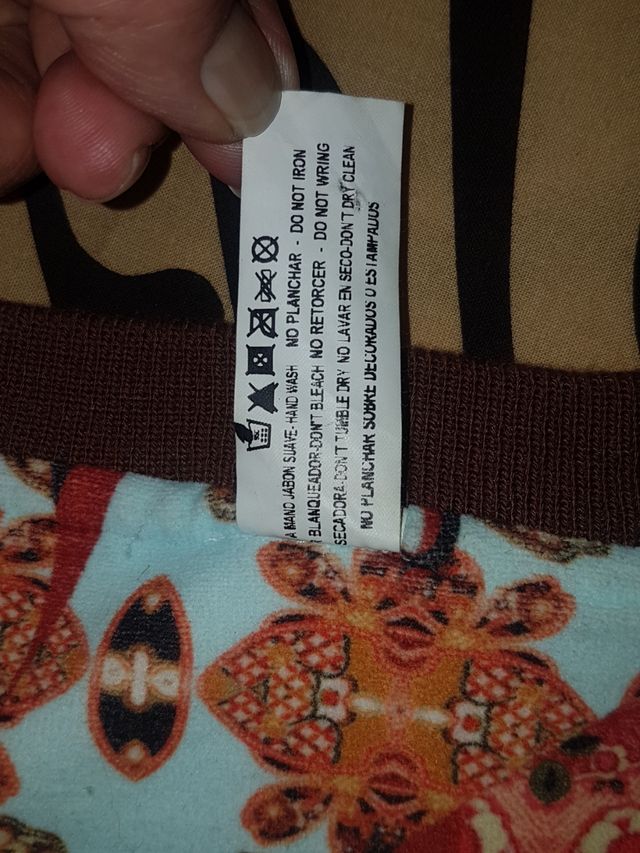 A MANO JABON SUAVE-HAND WASH NO PLANCHAR - DO NOT IRON
BLANQUEADOR-DON'T BLEACH NO RETORCER - DO NOT WRING
SECADORA-DON'T TUMBLE DRY NO LAVAR EN SECO-DON'T DRY CLEAN
NO PLANCHAR SOBRE DECORADOS O ESTAMPADOS